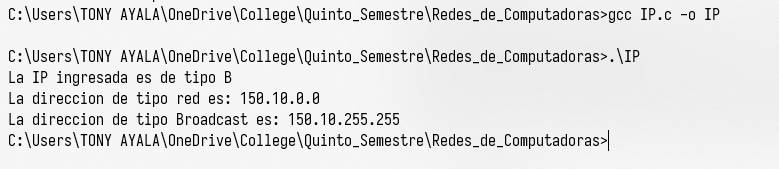 C:\Users\TONY AYALA\OneDrive\College\Quinto_Semestre\Redes_de_Computadoras>gcc IP.c -o IP
C:\Users\TONY AYALA\OneDrive\College\Quinto_Semestre\Redes_de_Computadoras>.\IP
La IP ingresada es de tipo B
La direccion de tipo red es: 150.10.0.0
La direccion de tipo Broadcast es: 150.10.255.255
C:\Users\TONY AYALA\OneDrive\College\Quinto_Semestre\Redes_de_Computadoras>